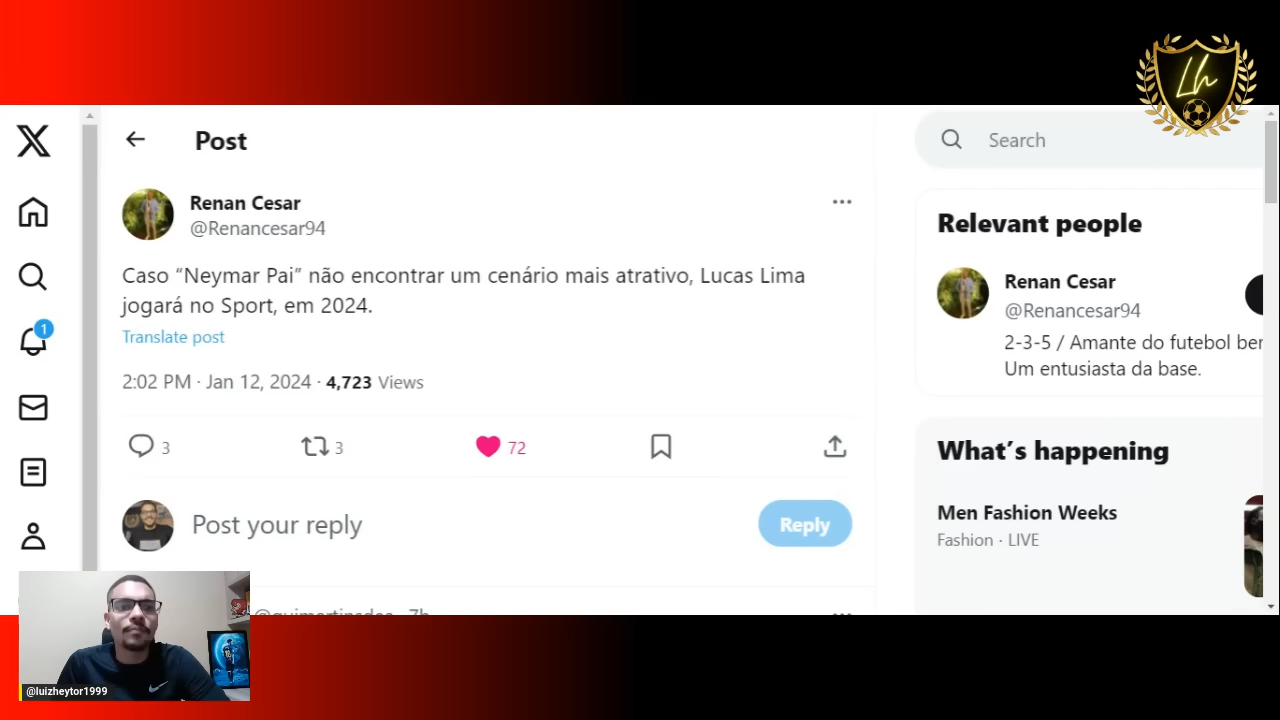 Lh
Post
Search
Renan Cesar
@Renancesar94
Caso “Neymar Pai” não encontrar um cenário mais atrativo, Lucas Lima
jogará no Sport, em 2024.
Translate post
2:02 PM · Jan 12, 2024 · 4,723 Views
3
3
72
Post your reply
Reply
Relevant people
Renan Cesar
@Renancesar94
2-3-5 / Amante do futebol
Um entusiasta da base.
What’s happening
Men Fashion Weeks
Fashion · LIVE
1
@luizheytor1999